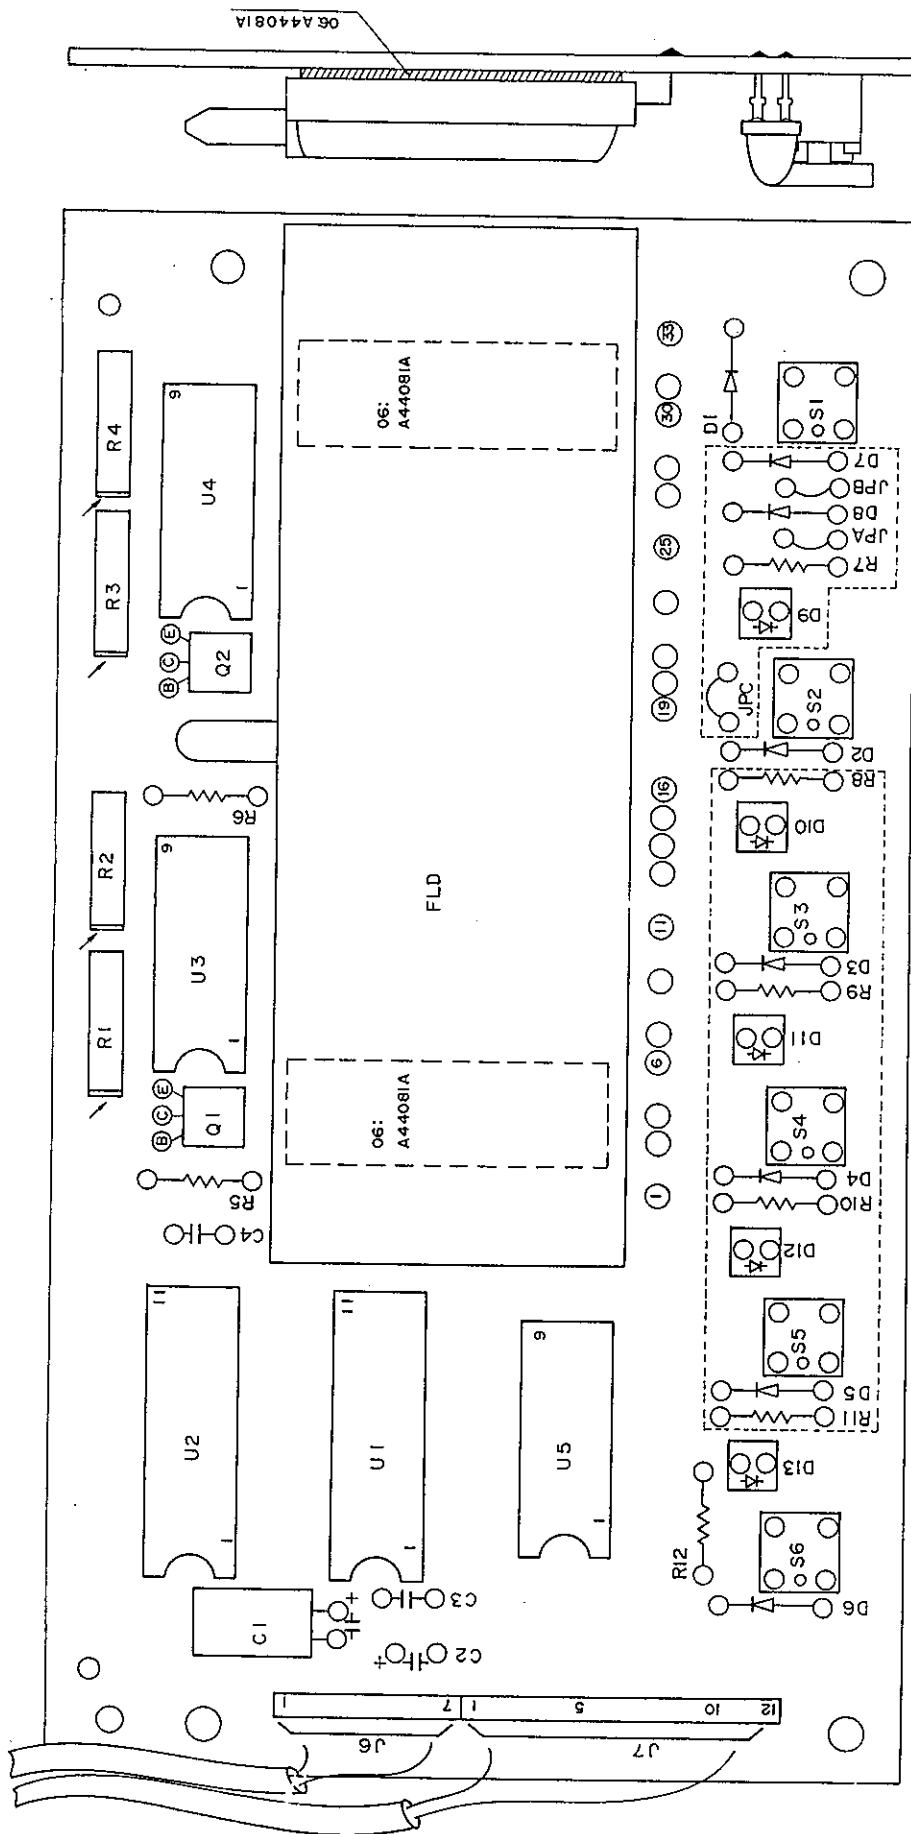 06:A44081A
R1
R2
R3
R4
B
C
E
Q1
U3
1
9
R6
B
C
E
Q2
U4
1
9
R5
C4
U2
1
11
U1
1
11
U5
1
9
C1
+
C3
+
C2
FLD
06:
A44081A
06:
A44081A
1
6
11
16
19
25
30
33
J6
1
7
J7
1
5
10
12
D6
S6
R12
D13
R11
D5
S5
D12
R10
D4
S4
D11
R9
D3
S3
D10
R8
D2
S2
JPC
D9
R7
JPA
D8
JPB
D7
D1
S1